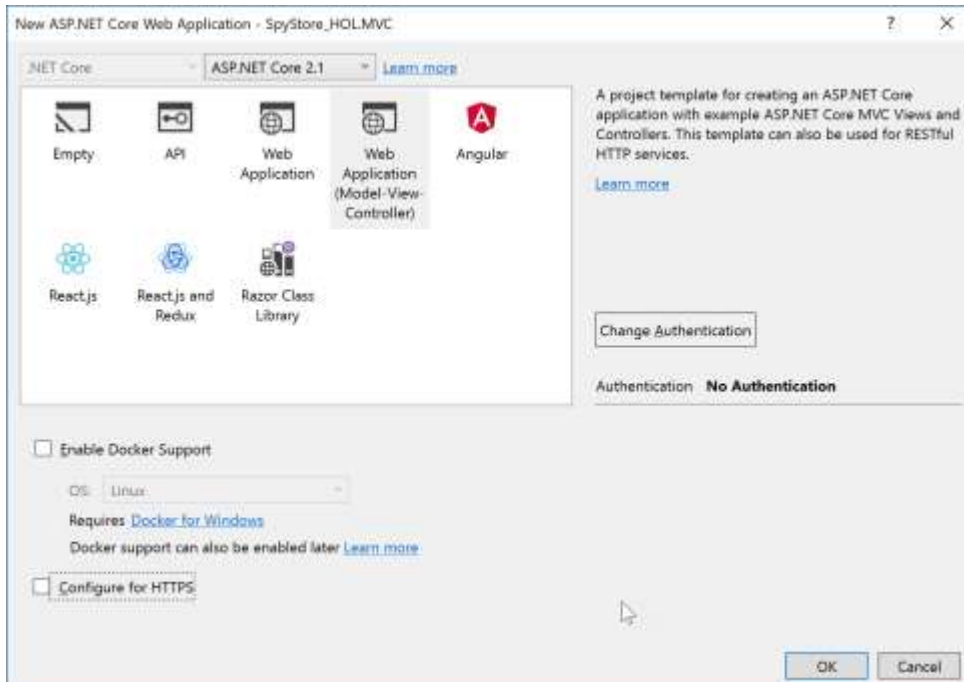 New ASP.NET Core Web Application - SpyStore_HOL.MVC
? ×
.NET Core
ASP.NET Core 2.1
Learn more
Empty
API
Web
Application
Web
Application
(Model-View-
Controller)
Angular
React.js
React.js and
Redux
Razor Class
Library
A project template for creating an ASP.NET Core
application with example ASP.NET Core MVC Views and
Controllers. This template can also be used for RESTful
HTTP services.
Learn more
Change Authentication
Authentication No Authentication
Enable Docker Support
OS: Linux
Requires Docker for Windows
Docker support can also be enabled later Learn more
Configure for HTTPS
OK
Cancel